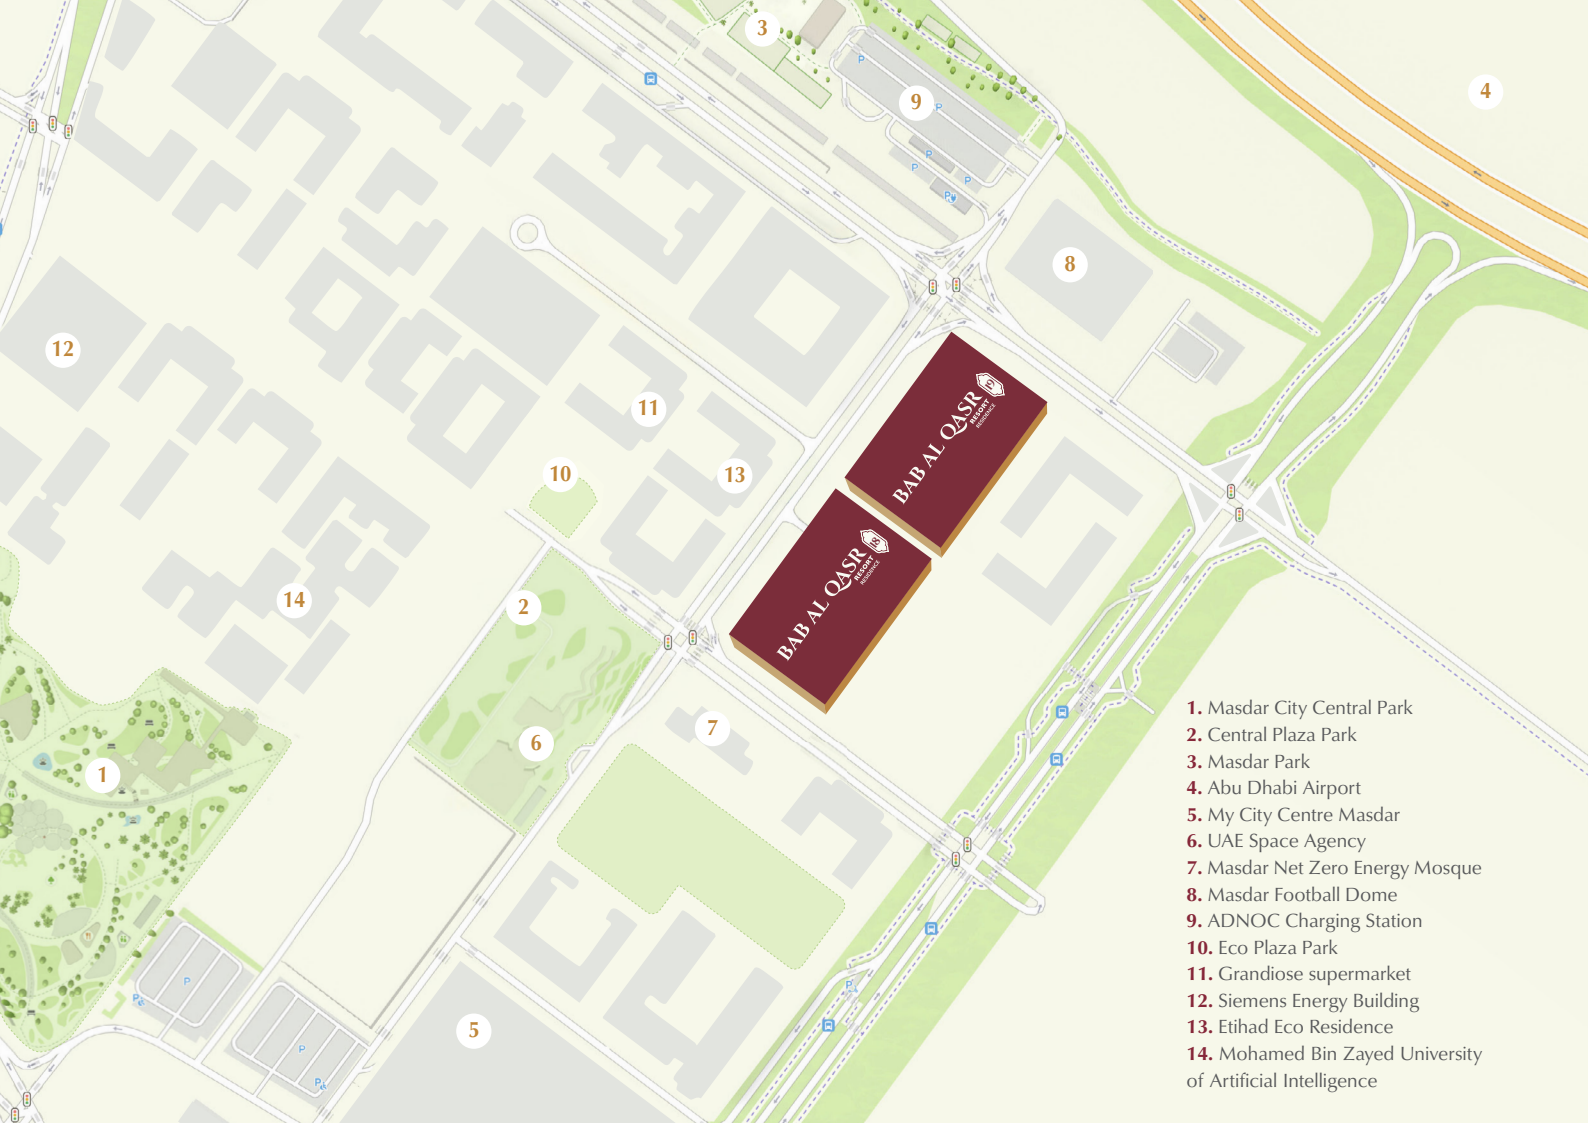 3
9
4
8
12
11
10
13
2
14
6
7
1
5
P
P
P
P
P
P
P
P
P
P
P
P
BAB AL QASR
RESORT
RESIDENCE
19
BAB AL QASR
RESORT
RESIDENCE
18
1. Masdar City Central Park
2. Central Plaza Park
3. Masdar Park
4. Abu Dhabi Airport
5. My City Centre Masdar
6. UAE Space Agency
7. Masdar Net Zero Energy Mosque
8. Masdar Football Dome
9. ADNOC Charging Station
10. Eco Plaza Park
11. Grandiose supermarket
12. Siemens Energy Building
13. Etihad Eco Residence
14. Mohamed Bin Zayed University
of Artificial Intelligence